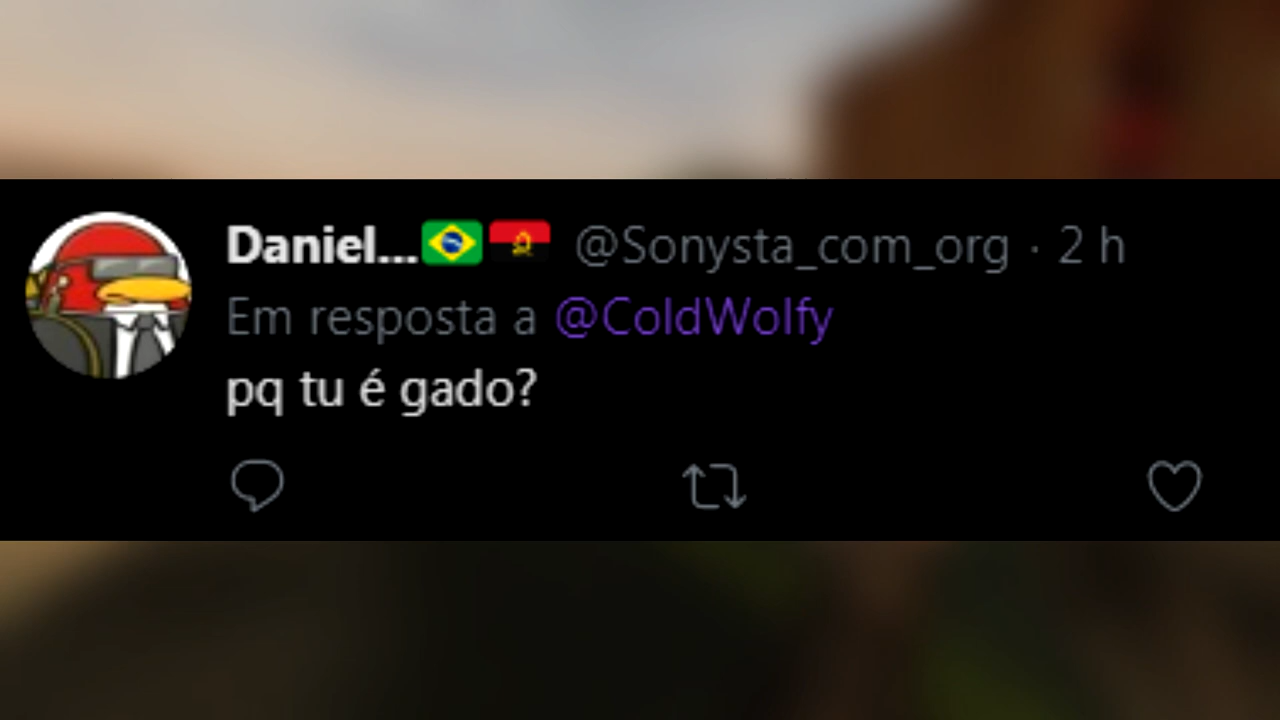 Daniel...🇧🇷🇦🇴 @Sonysta_com_org · 2 h
Em resposta a @ColdWolfy
pq tu é gado?